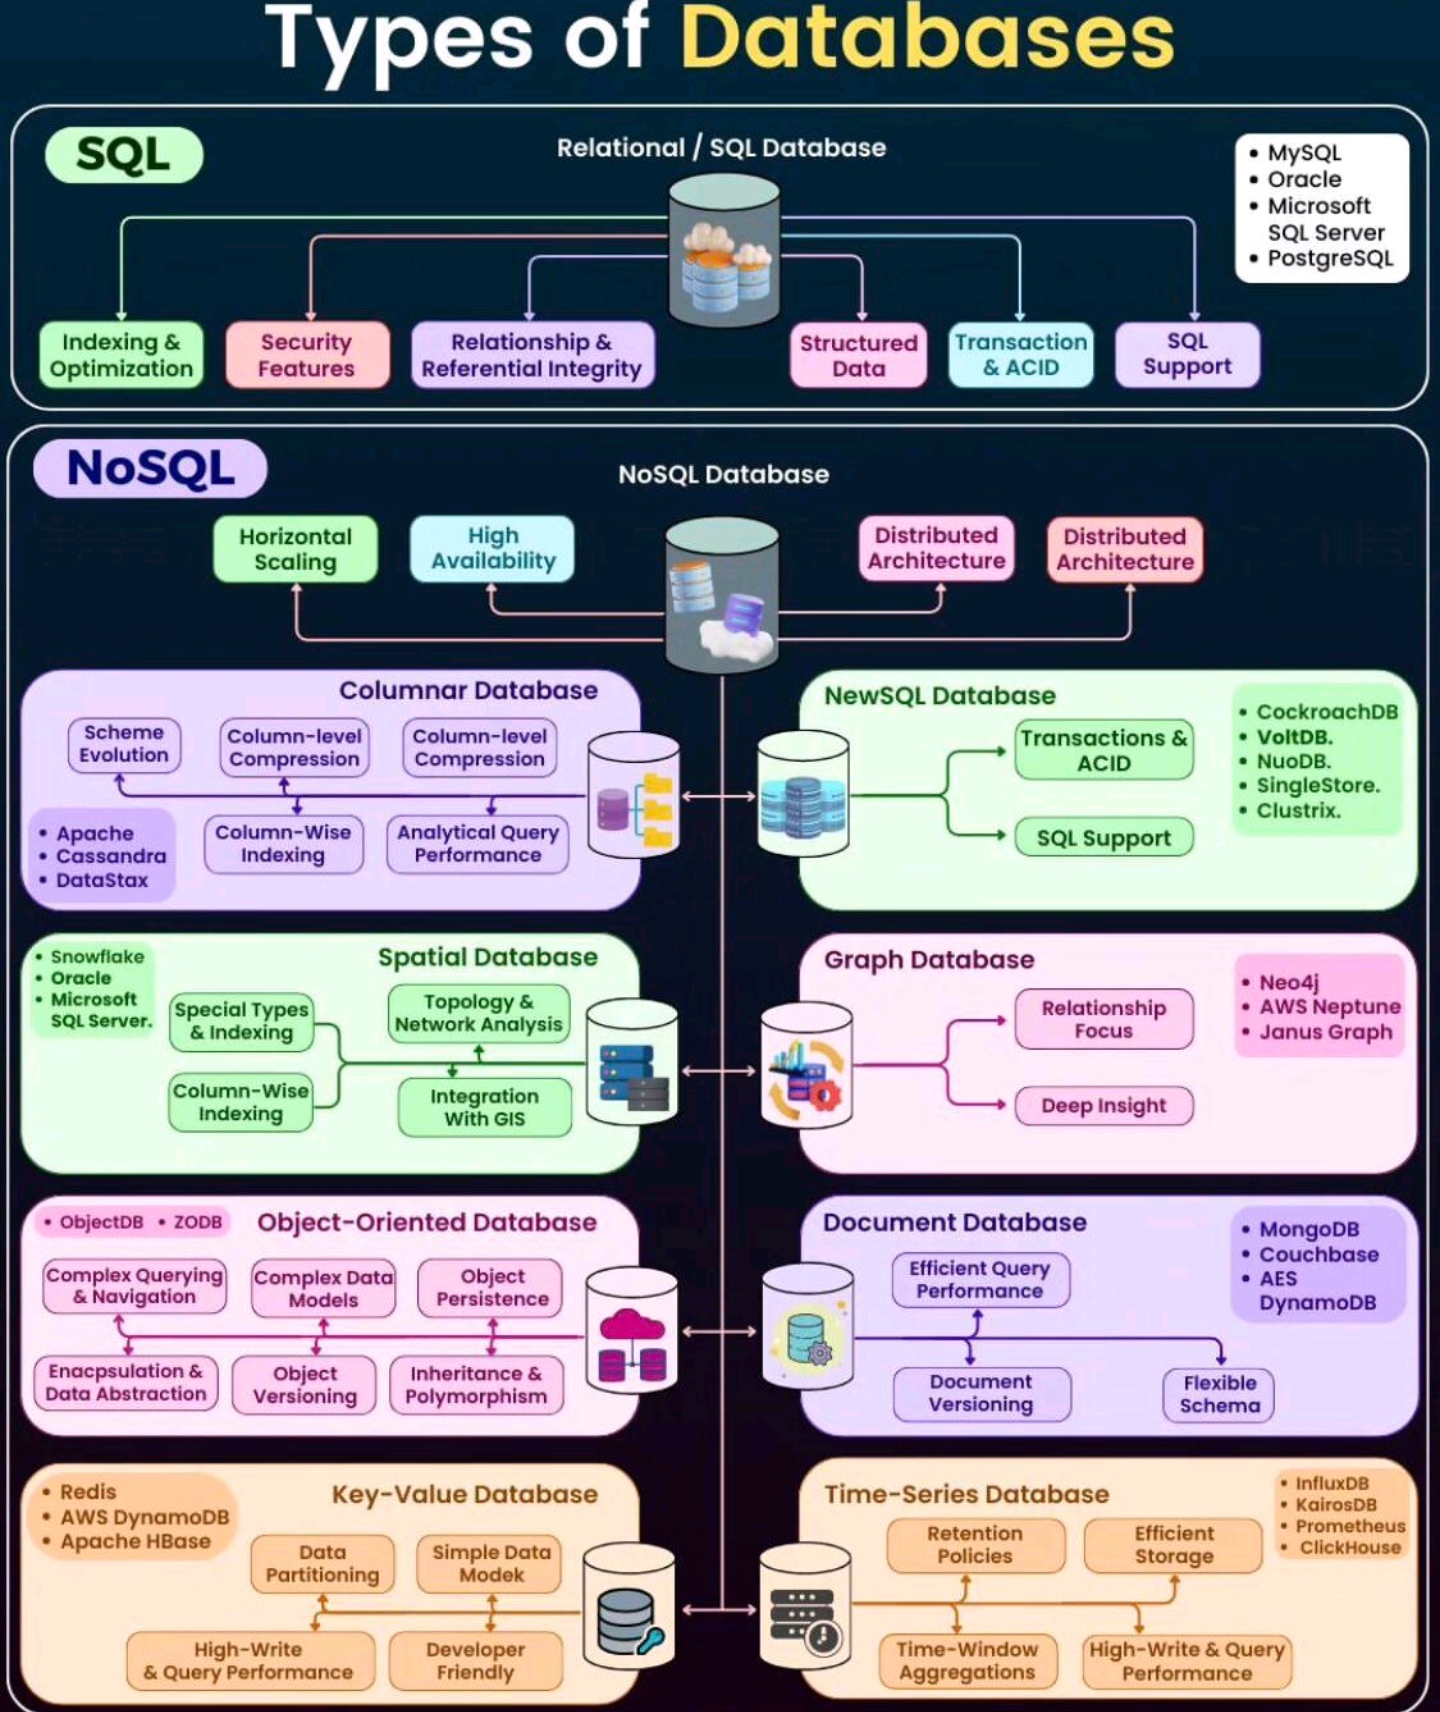 Types of Databases
SQL
Relational / SQL Database
• MySQL
• Oracle
• Microsoft
SQL Server
• PostgreSQL
Indexing &
Optimization
Security
Features
Relationship &
Referential Integrity
Structured
Data
Transaction
& ACID
SQL
Support
NoSQL
NoSQL Database
Horizontal
Scaling
High
Availability
Distributed
Architecture
Distributed
Architecture
Columnar Database
Scheme
Evolution
Column-level
Compression
Column-level
Compression
• Apache
• Cassandra
• DataStax
Column-Wise
Indexing
Analytical Query
Performance
NewSQL Database
Transactions &
ACID
SQL Support
• CockroachDB
• VoltDB.
• NuoDB.
• SingleStore.
• Clustrix.
• Snowflake
• Oracle
• Microsoft
SQL Server.
Spatial Database
Special Types
& Indexing
Topology &
Network Analysis
Column-Wise
Indexing
Integration
With GIS
Graph Database
Relationship
Focus
Deep Insight
• Neo4j
• AWS Neptune
• Janus Graph
• ObjectDB • ZODB
Object-Oriented Database
Complex Querying
& Navigation
Complex Data
Models
Object
Persistence
Enacpsulation &
Data Abstraction
Object
Versioning
Inheritance &
Polymorphism
Document Database
Efficient Query
Performance
Document
Versioning
Flexible
Schema
• MongoDB
• Couchbase
• AES
DynamoDB
• Redis
• AWS DynamoDB
• Apache HBase
Key-Value Database
Data
Partitioning
Simple Data
Modek
High-Write
& Query Performance
Developer
Friendly
Time-Series Database
Retention
Policies
Efficient
Storage
Time-Window
Aggregations
High-Write & Query
Performance
• InfluxDB
• KairosDB
• Prometheus
• ClickHouse